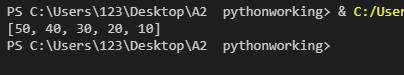 PS C:\Users\123\Desktop\A2  pythonworking> & C:/User
[50, 40, 30, 20, 10]
PS C:\Users\123\Desktop\A2  pythonworking>